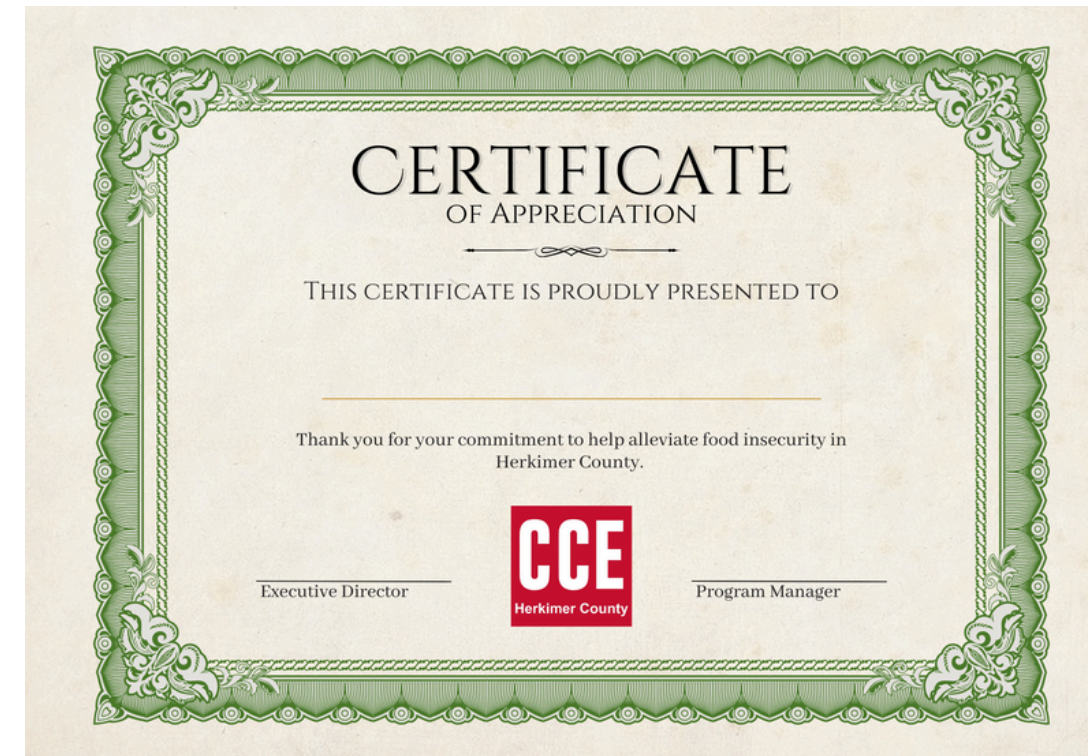 CERTIFICATE
OF APPRECIATION
THIS CERTIFICATE IS PROUDLY PRESENTED TO
Thank you for your commitment to help alleviate food insecurity in
Herkimer County.
CCE
Herkimer County
Executive Director
Program Manager